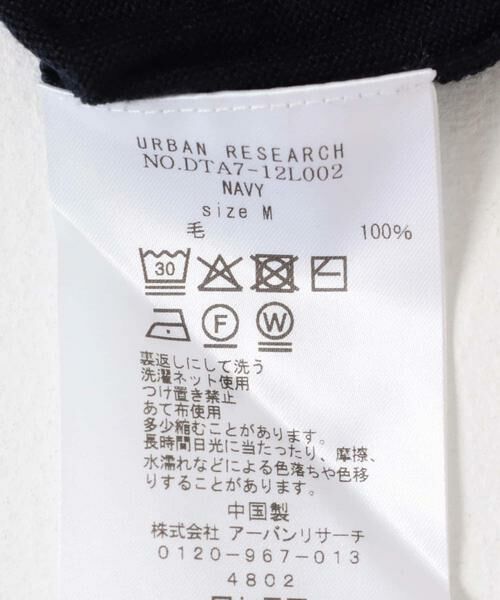 URBAN RESEARCH
NO.DTA7-12L002
NAVY
size M
毛 100%
30
F W
裏返しにして洗う
洗濯ネット使用
つけ置き禁止
あて布使用
多少縮むことがあります。
長時間日光に当たったり、摩擦、
水濡れなどによる色落ちや色移
りすることがあります。
中国製
株式会社 アーバンリサーチ
0120-967-013
4802